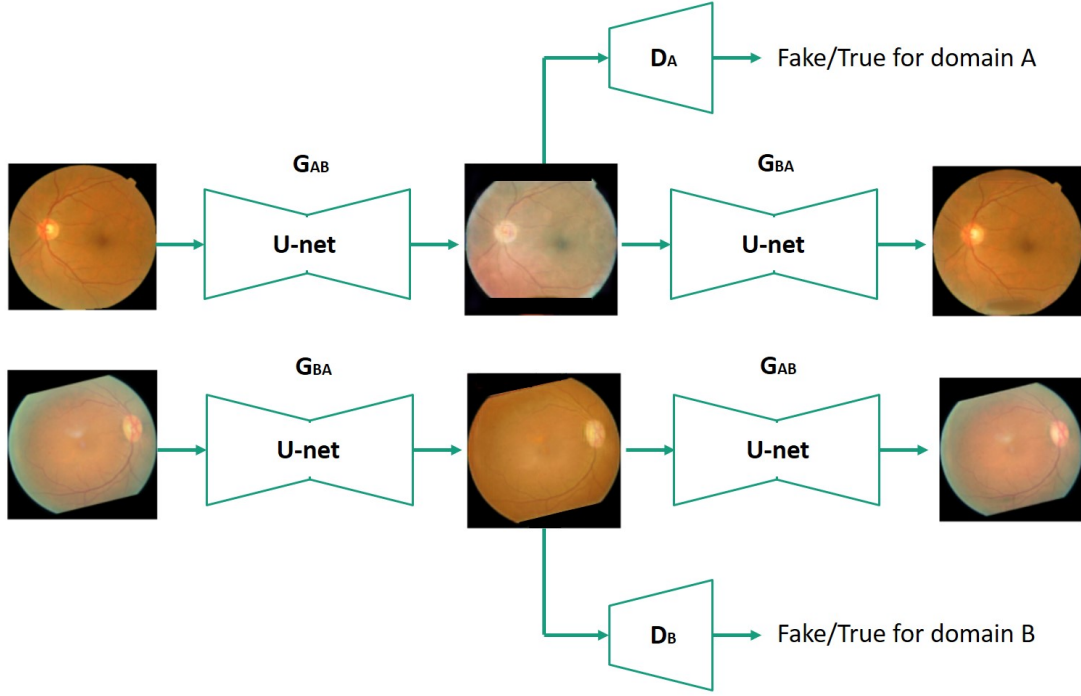 DA
Fake/True for domain A
GAB
GBA
U-net
U-net
GBA
GAB
U-net
U-net
DB
Fake/True for domain B